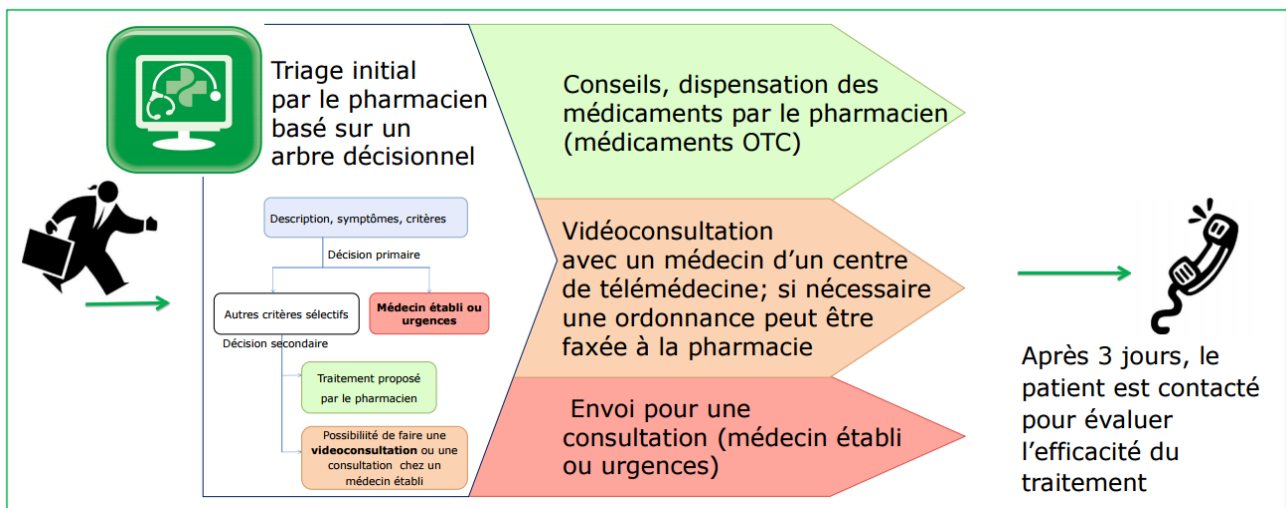 Triage initial
par le pharmacien
basé sur un
arbre décisionnel
Description, symptômes, critères
Décision primaire
Autres critères sélectifs
Médecin établi ou
urgences
Décision secondaire
Traitement proposé
par le pharmacien
Possibiliité de faire une
videoconsultation ou une
consultation chez un
médecin établi
Conseils, dispensation des
médicaments par le pharmacien
(médicaments OTC)
Vidéoconsultation
avec un médecin d’un centre
de télémédecine; si nécessaire
une ordonnance peut être
faxée à la pharmacie
Envoi pour une
consultation (médecin établi
ou urgences)
Après 3 jours, le
patient est contacté
pour évaluer
l’efficacité du
traitement